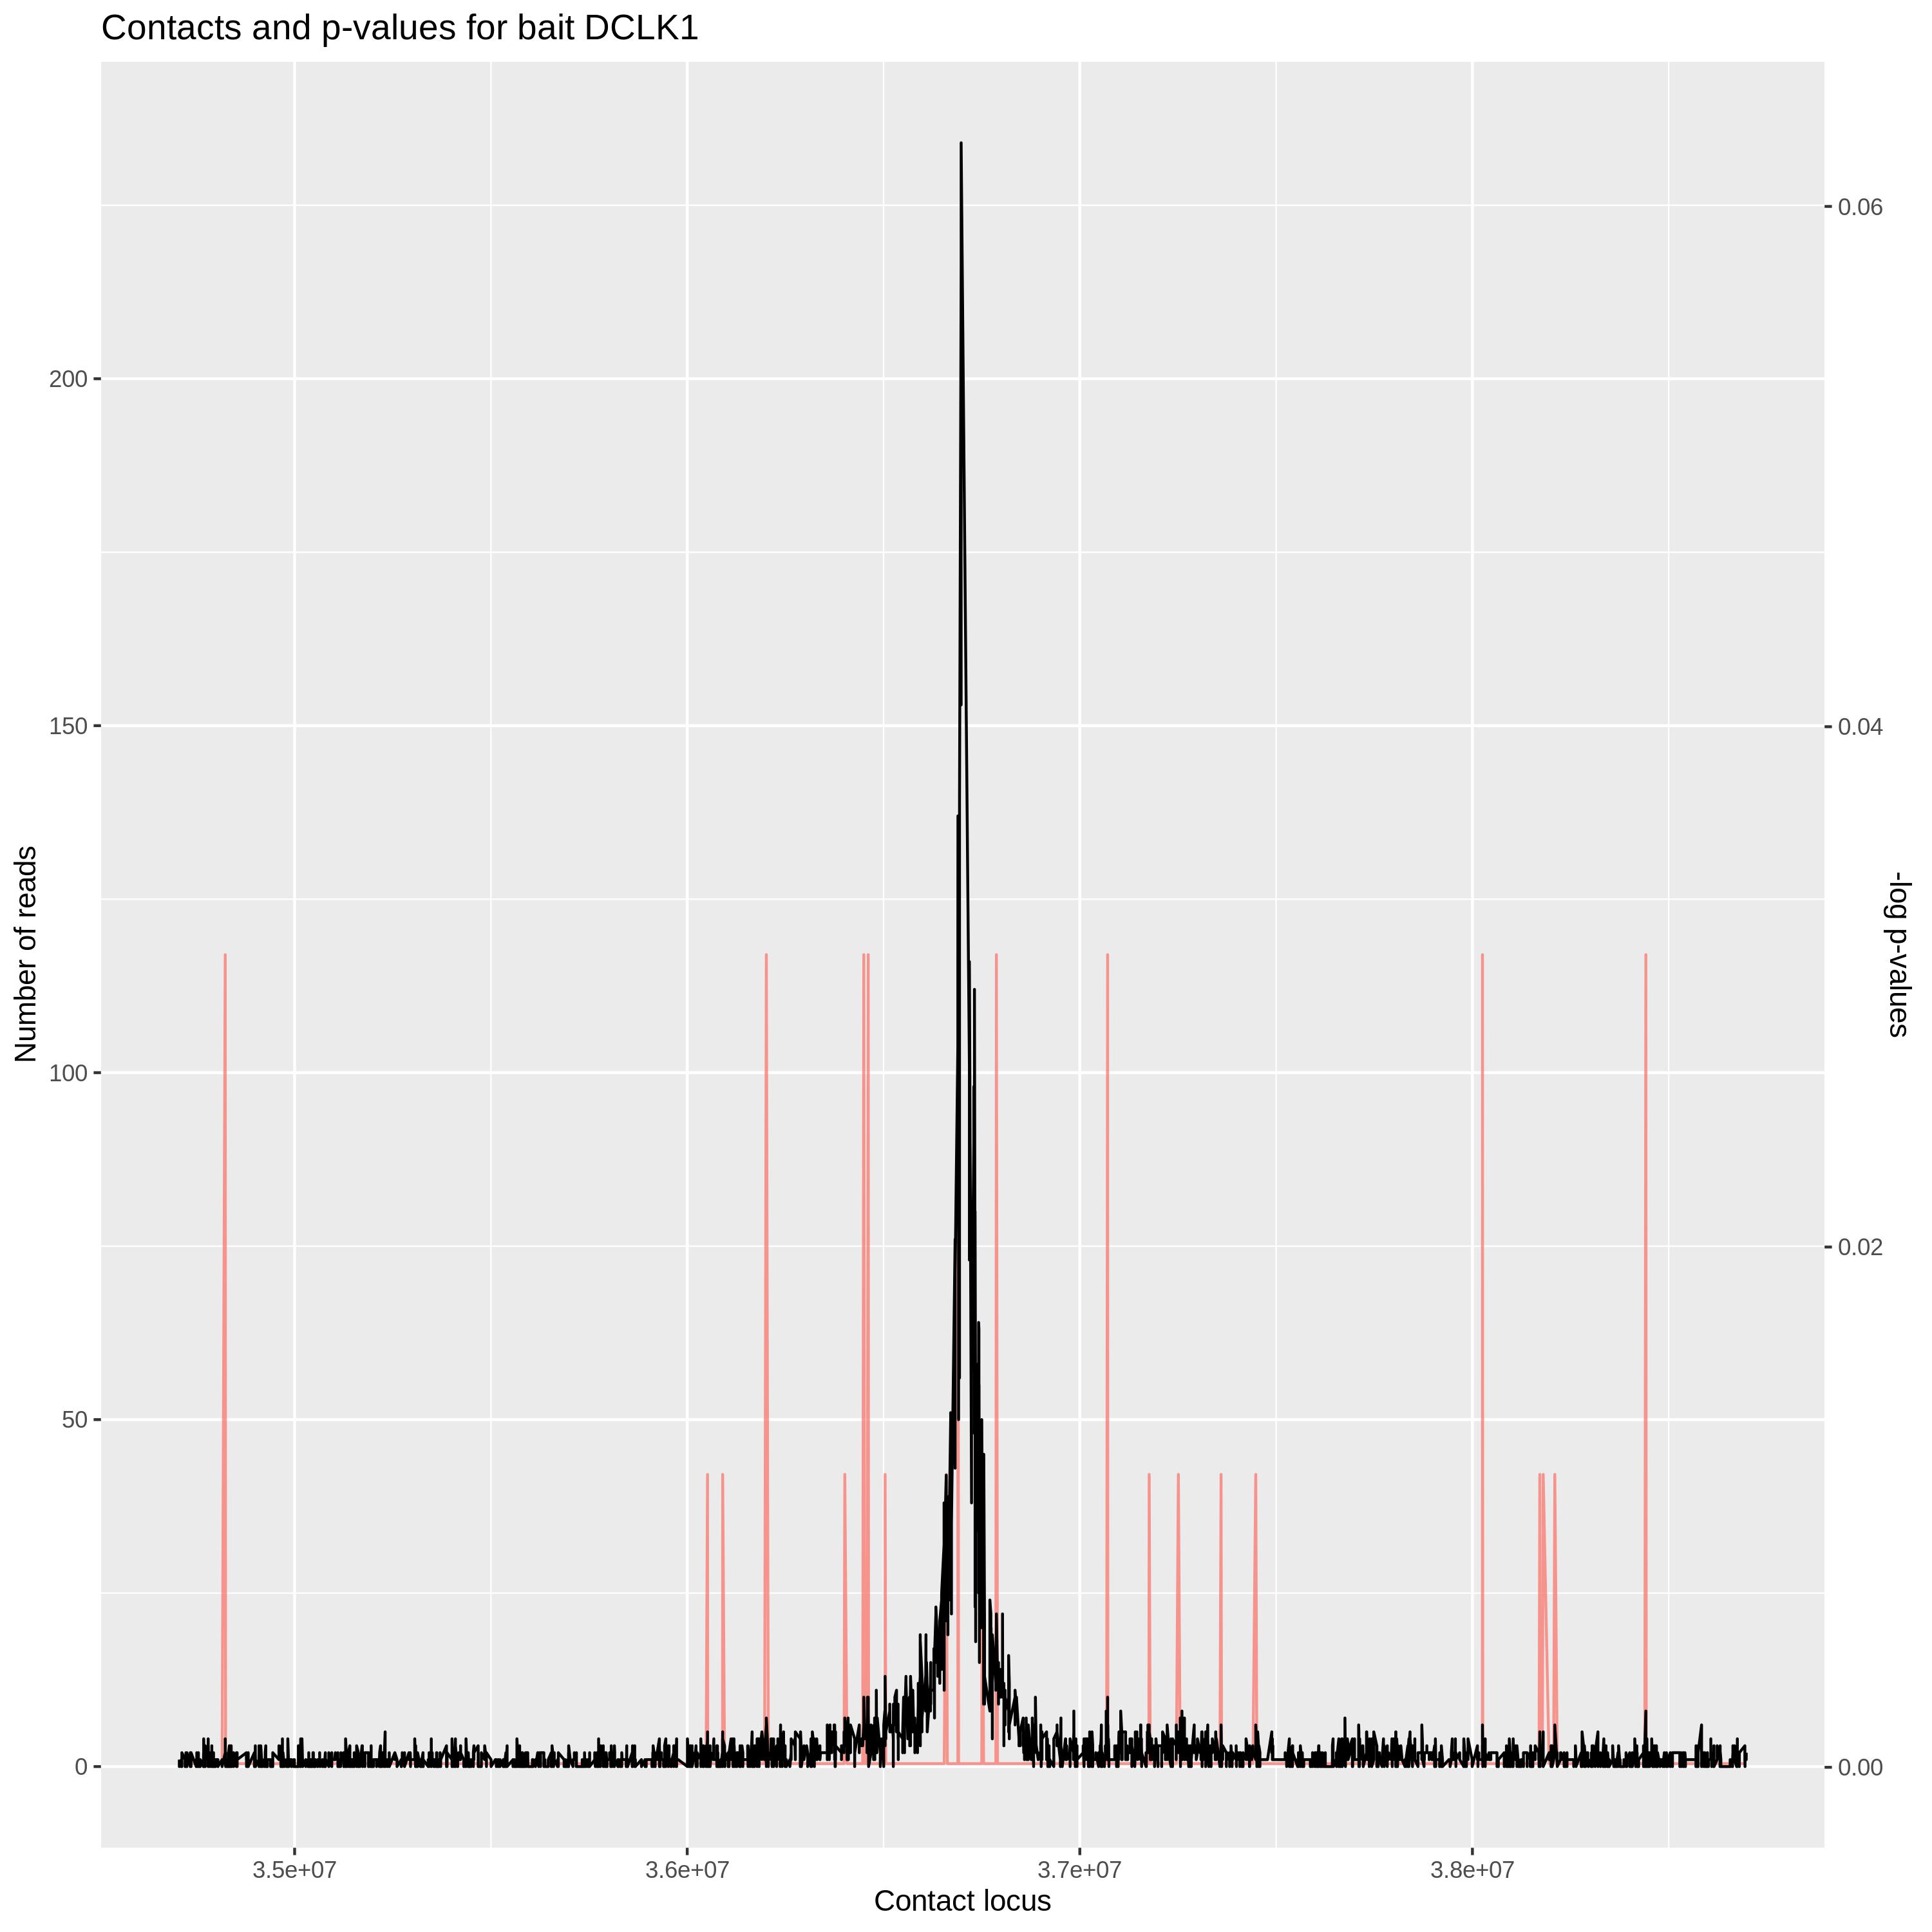 Contacts and p-values for bait DCLK1
Number of reads
200
150
100
50
0
0.06
0.04
0.02
0.00
-log p-values
3.5e+07
3.6e+07
3.7e+07
3.8e+07
Contact locus